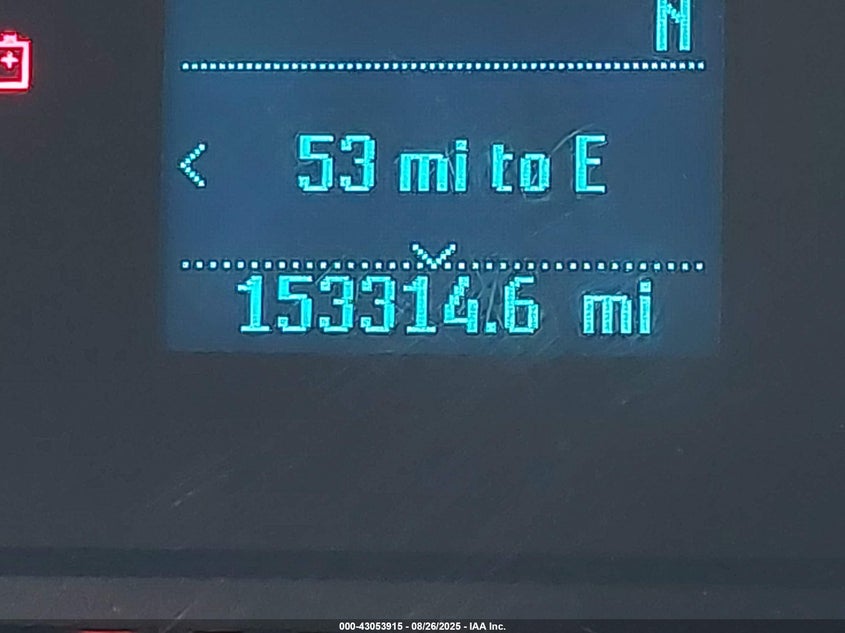 N
< 53 mi to E
153314.6 mi
000-43053915 - 08/26/2025 - IAA Inc.